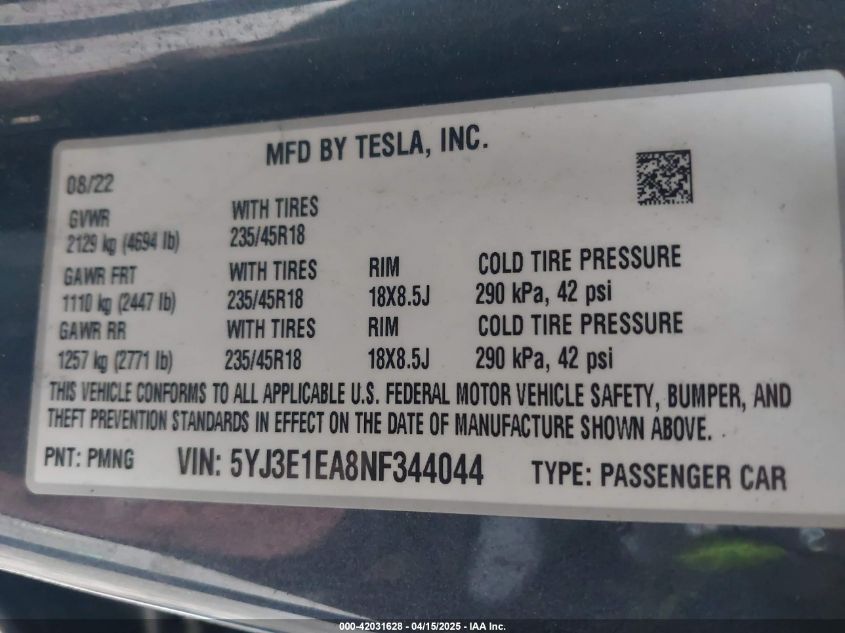 MFD BY TESLA, INC.
08/22
GVWR WITH TIRES
2129 kg (4694 lb) 235/45R18
GAWR FRT WITH TIRES RIM COLD TIRE PRESSURE
1110 kg (2447 lb) 235/45R18 18X8.5J 290 kPa, 42 psi
GAWR RR WITH TIRES RIM COLD TIRE PRESSURE
1257 kg (2771 lb) 235/45R18 18X8.5J 290 kPa, 42 psi
THIS VEHICLE CONFORMS TO ALL APPLICABLE U.S. FEDERAL MOTOR VEHICLE SAFETY, BUMPER, AND
THEFT PREVENTION STANDARDS IN EFFECT ON THE DATE OF MANUFACTURE SHOWN ABOVE.
PNT: PMNG VIN: 5YJ3E1EA8NF344044 TYPE: PASSENGER CAR
000-42031628 - 04/15/2025 - IAA Inc.